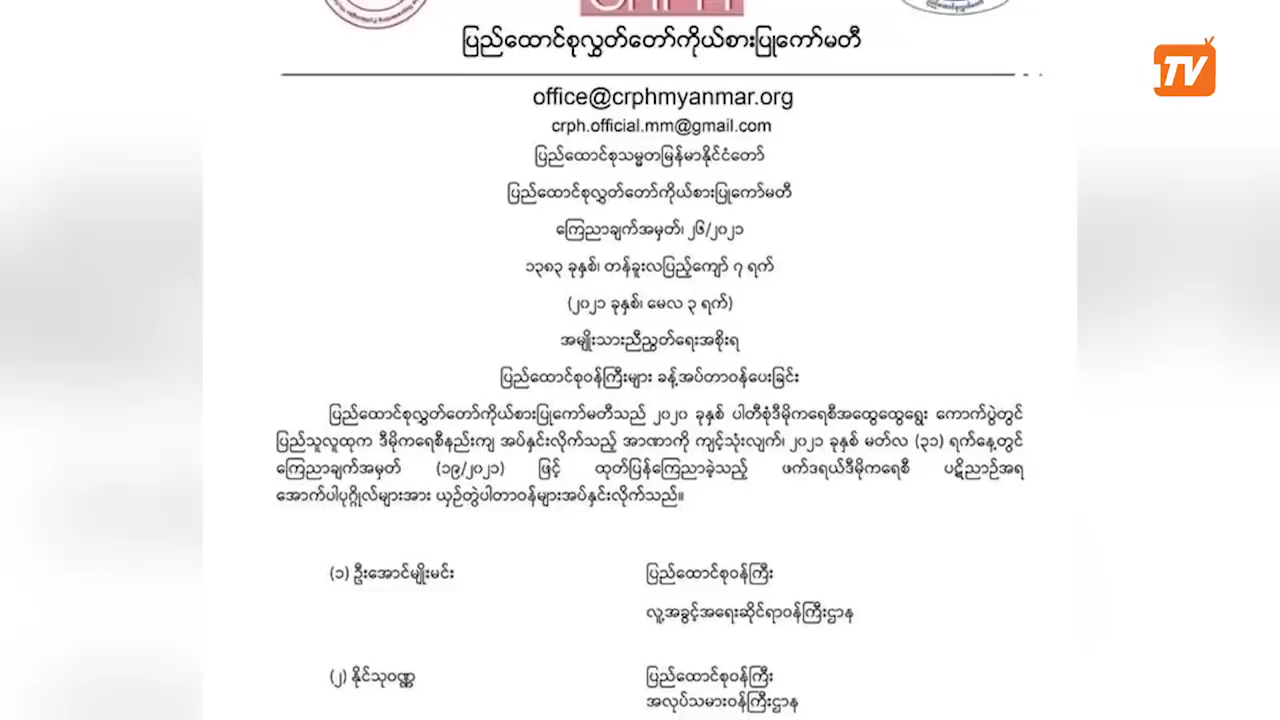 ပြည်ထောင်စုလွှတ်တော်ကိုယ်စားပြုကော်မတီ
TV
office@crphmyanmar.org
crph.official.mm@gmail.com
ပြည်ထောင်စုသမ္မတမြန်မာနိုင်ငံတော်
ပြည်ထောင်စုလွှတ်တော်ကိုယ်စားပြုကော်မတီ
ကြေညာချက်အမှတ်၊ ၂၆/၂၀၂၁
၁၃၈၃ ခုနှစ်၊ တန်ခူးလပြည့်ကျော် ၇ ရက်
(၂၀၂၁ ခုနှစ်၊ မေလ ၃ ရက်)
အမျိုးသားညီညွတ်ရေးအစိုးရ
ပြည်ထောင်စုဝန်ကြီးများ ခန့်အပ်တာဝန်ပေးခြင်း
ပြည်ထောင်စုလွှတ်တော်ကိုယ်စားပြုကော်မတီသည် ၂၀၂၀ ခုနှစ် ပါတီစုံဒီမိုကရေစီအထွေထွေရွေး ကောက်ပွဲတွင်
ပြည်သူလူထုက ဒီမိုကရေစီနည်းကျ အပ်နှင်းလိုက်သည့် အာဏာကို ကျင့်သုံးလျက်၊ ၂၀၂၁ ခုနှစ် မတ်လ (၃၁) ရက်နေ့တွင်
ကြေညာချက်အမှတ် (၁၉/၂၀၂၁) ဖြင့် ထုတ်ပြန်ကြေညာခဲ့သည့် ဖက်ဒရယ်ဒီမိုကရေစီ ပဋိညာဉ်အရ
အောက်ပါပုဂ္ဂိုလ်များအား ယှဉ်တွဲပါတာဝန်များအပ်နှင်းလိုက်သည်။
(၁) ဦးအောင်မျိုးမင်း ပြည်ထောင်စုဝန်ကြီး
လူ့အခွင့်အရေးဆိုင်ရာဝန်ကြီးဌာန
(၂) နိုင်သုဝဏ္ဏ ပြည်ထောင်စုဝန်ကြီး
အလုပ်သမားဝန်ကြီးဌာန